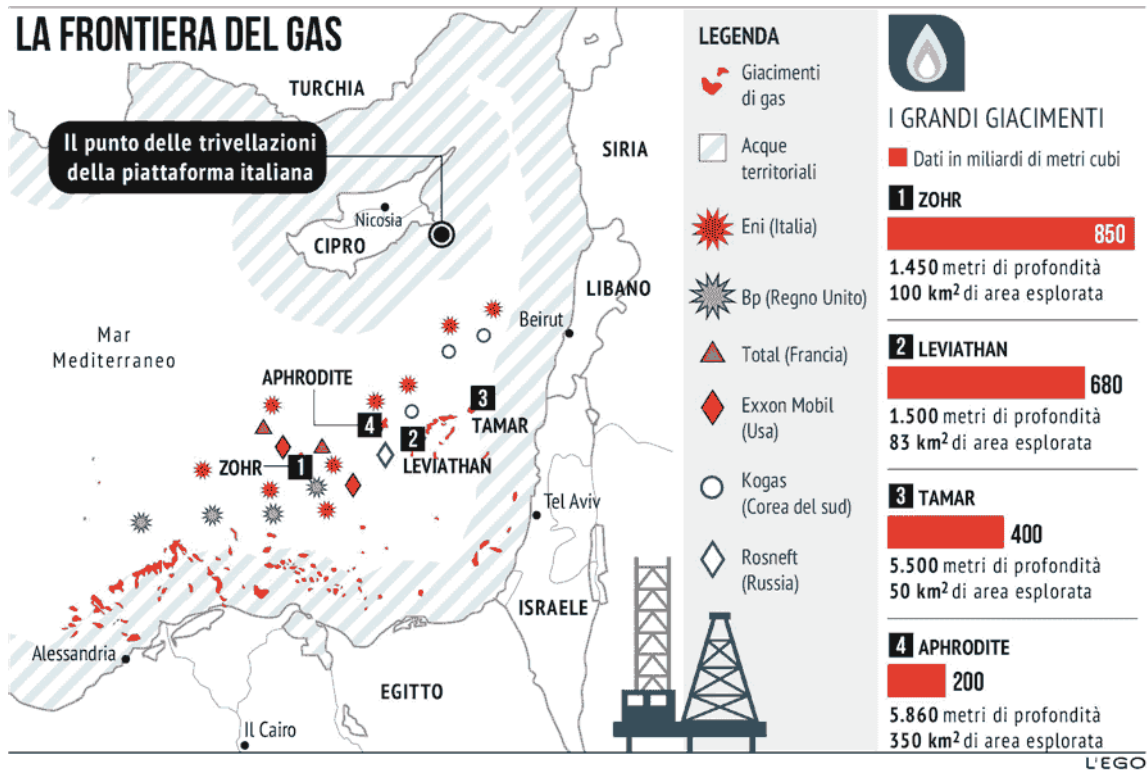 LA FRONTIERA DEL GAS
TURCHIA
Il punto delle trivellazioni
della piattaforma italiana
SIRIA
Nicosia
CIPRO
LIBANO
Beirut
Mar
Mediterraneo
APHRODITE
3
TAMAR
4
2
LEVIATHAN
ZOHR
1
Tel Aviv
ISRAELE
Alessandria
EGITTO
Il Cairo
LEGENDA
Giacimenti
di gas
Acque
territoriali
Eni (Italia)
Bp (Regno Unito)
Total (Francia)
Exxon Mobil
(Usa)
Kogas
(Corea del sud)
Rosneft
(Russia)
I GRANDI GIACIMENTI
Dati in miliardi di metri cubi
1 ZOHR
850
1.450 metri di profondità
100 km² di area esplorata
2 LEVIATHAN
680
1.500 metri di profondità
83 km² di area esplorata
3 TAMAR
400
5.500 metri di profondità
50 km² di area esplorata
4 APHRODITE
200
5.860 metri di profondità
350 km² di area esplorata
L'EGO